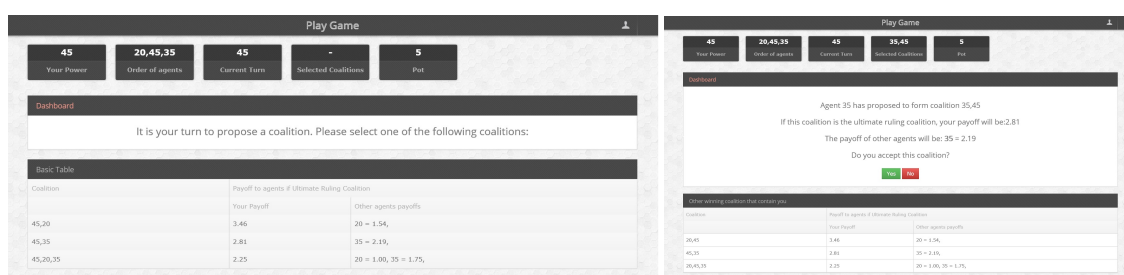 Play Game
45 20,45,35 45 - 5
Your Power Order of agents Current Turn Selected Coalitions Pot
Dashboard
It is your turn to propose a coalition. Please select one of the following coalitions:
Basic Table
Coalition Payoff to agents if Ultimate Ruling Coalition
Your Payoff Other agents payoffs
45,20 3.46 20 = 1.54,
45,35 2.81 35 = 2.19,
45,20,35 2.25 20 = 1.00, 35 = 1.75,
Play Game
45 20,45,35 45 35,45 5
Your Power Order of agents Current Turn Selected Coalitions Pot
Dashboard
Agent 35 has proposed to form coalition 35,45
If this coalition is the ultimate ruling coalition, your payoff will be:2.81
The payoff of other agents will be: 35 = 2.19
Do you accept this coalition?
Yes No
Other winning coalition that contain you
Coalition Payoff to agents if Ultimate Ruling Coalition
Your Payoff Other agents payoffs
20,45 3.46 20 = 1.54,
45,35 2.81 35 = 2.19,
20,45,35 2.25 20 = 1.00, 35 = 1.75,